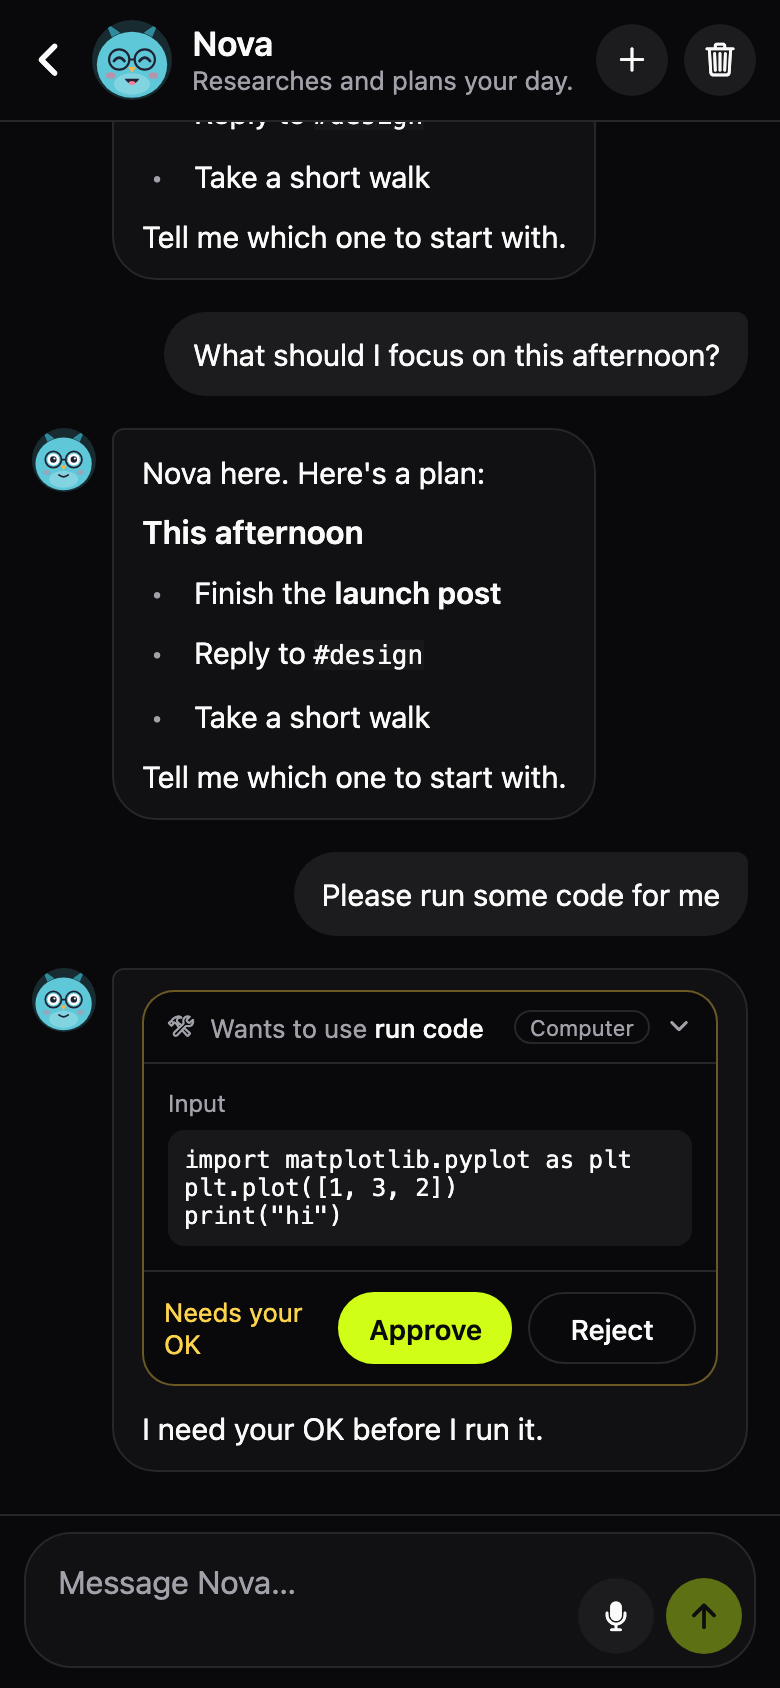 Nova
Researches and plans your day.
Reply to #design
Take a short walk
Tell me which one to start with.
What should I focus on this afternoon?
Nova here. Here's a plan:
This afternoon
Finish the launch post
Reply to #design
Take a short walk
Tell me which one to start with.
Please run some code for me
Wants to use run code
Computer
Input
import matplotlib.pyplot as plt
plt.plot([1, 3, 2])
print("hi")
Needs your
OK
Approve
Reject
I need your OK before I run it.
Message Nova...